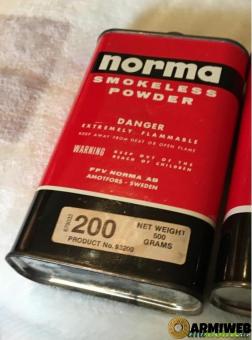 norma
SMOKELESS
POWDER
DANGER
EXTREMELY FLAMMABLE
KEEP AWAY FROM HEAT OR OPEN FLAME
WARNING KEEP OUT OF THE
REACH OF CHILDREN
FFV NORMA AB
AMOTFORS - SWEDEN
200
NET WEIGHT
500
GRAMS
PRODUCT No. 93200
ARMIWEB